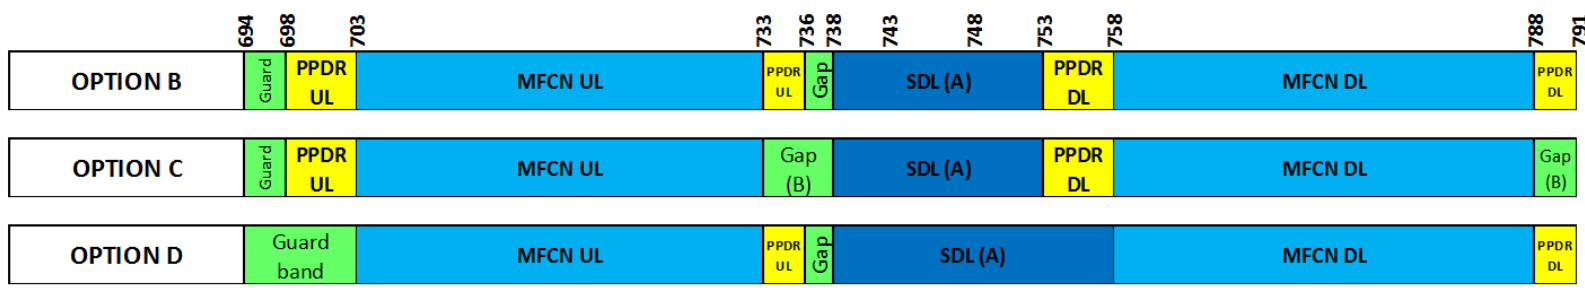 694 698 703 733 736 738 743 748 753 758 788 791
OPTION B Guard PPDR UL MFCN UL PPDR UL Gap SDL (A) PPDR DL MFCN DL PPDR DL
OPTION C Guard PPDR UL MFCN UL Gap (B) SDL (A) PPDR DL MFCN DL Gap (B)
OPTION D Guard band MFCN UL PPDR UL Gap SDL (A) MFCN DL PPDR DL